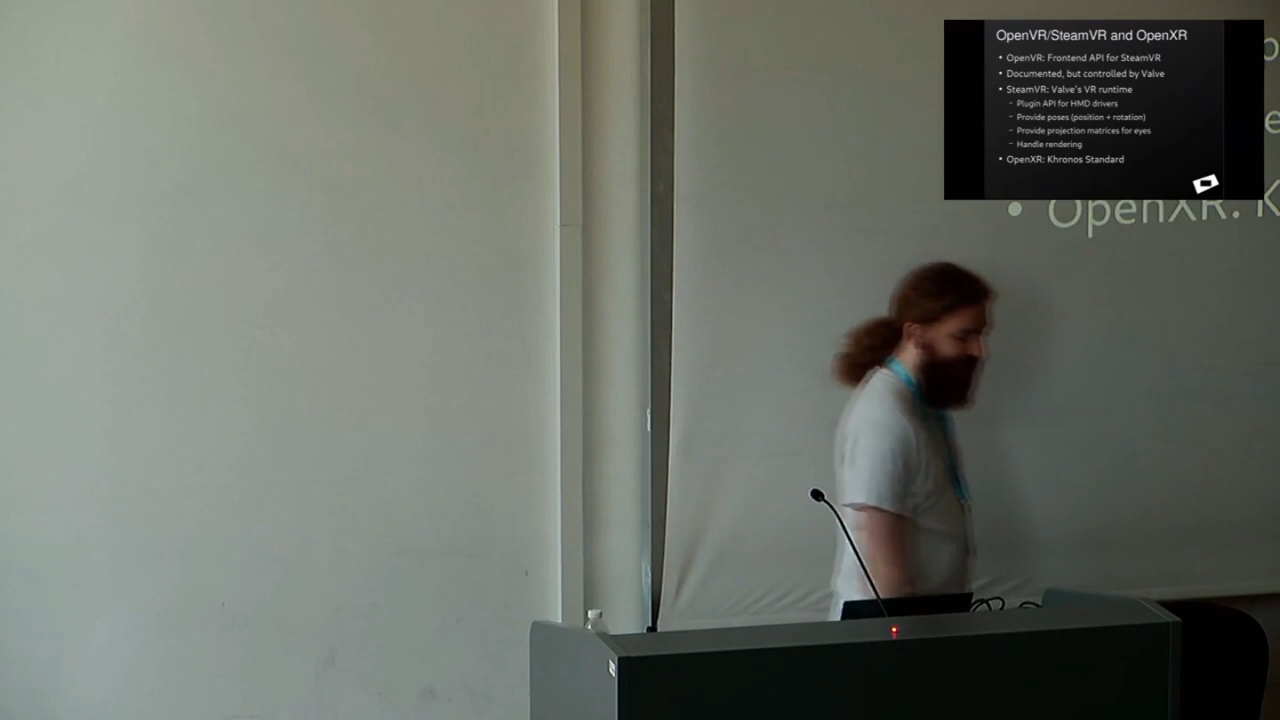 OpenVR/SteamVR and OpenXR
• OpenVR: Frontend API for SteamVR
• Documented, but controlled by Valve
• SteamVR: Valve's VR runtime
– Plugin API for HMD drivers
– Provide poses (position + rotation)
– Provide projection matrices for eyes
– Handle rendering
• OpenXR: Khronos Standard
• OpenXR: K